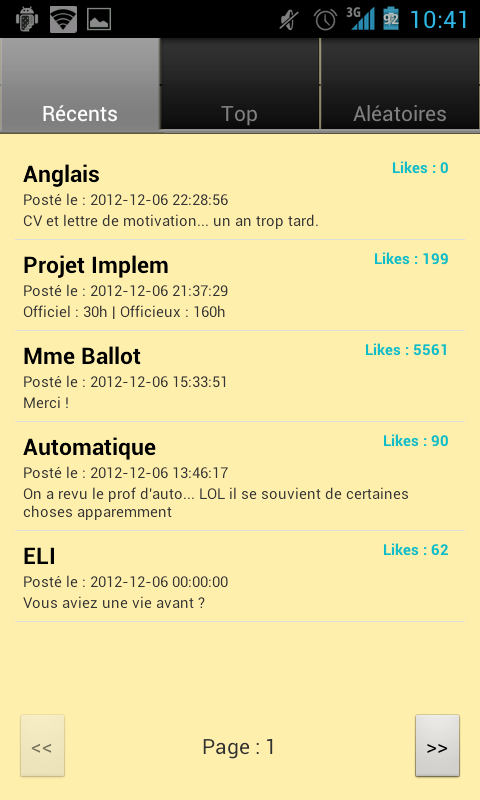 3G
92
10:41
Récents
Top
Aléatoires
Anglais
Likes : 0
Posté le : 2012-12-06 22:28:56
CV et lettre de motivation... un an trop tard.
Projet Implem
Likes : 199
Posté le : 2012-12-06 21:37:29
Officiel : 30h | Officieux : 160h
Mme Ballot
Likes : 5561
Posté le : 2012-12-06 15:33:51
Merci !
Automatique
Likes : 90
Posté le : 2012-12-06 13:46:17
On a revu le prof d'auto... LOL il se souvient de certaines
choses apparemment
ELI
Likes : 62
Posté le : 2012-12-06 00:00:00
Vous aviez une vie avant ?
<<
Page : 1
>>